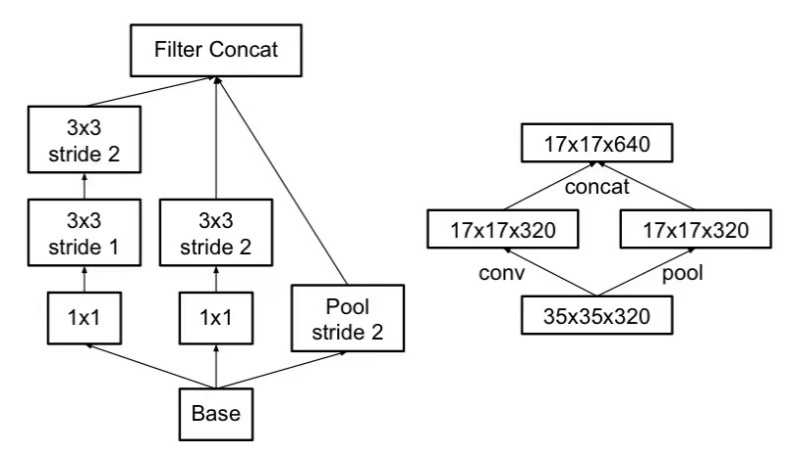 Filter Concat
3x3
stride 2
3x3
stride 1
3x3
stride 2
1x1
1x1
Pool
stride 2
Base
17x17x640
concat
17x17x320
17x17x320
conv
pool
35x35x320